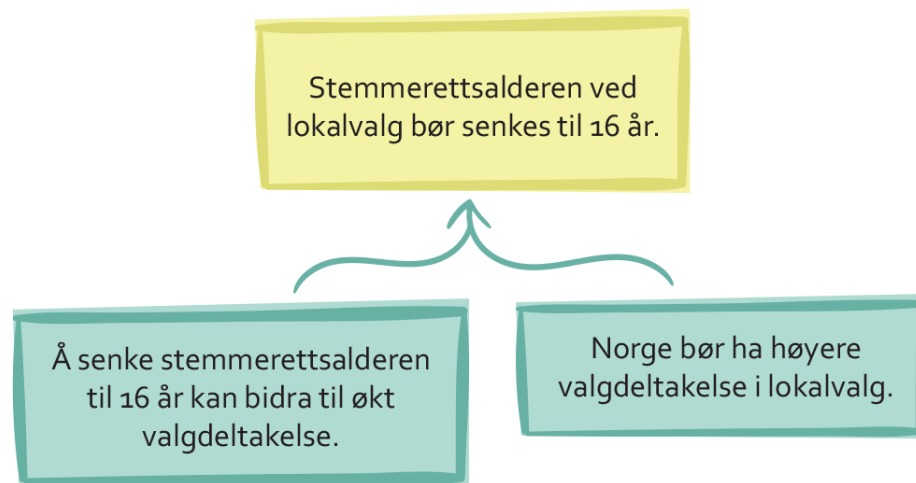 Stemmerettsalderen ved
lokalvalg bør senkes til 16 år.
Å senke stemmerettsalderen
til 16 år kan bidra til økt
valgdeltakelse.
Norge bør ha høyere
valgdeltakelse i lokalvalg.